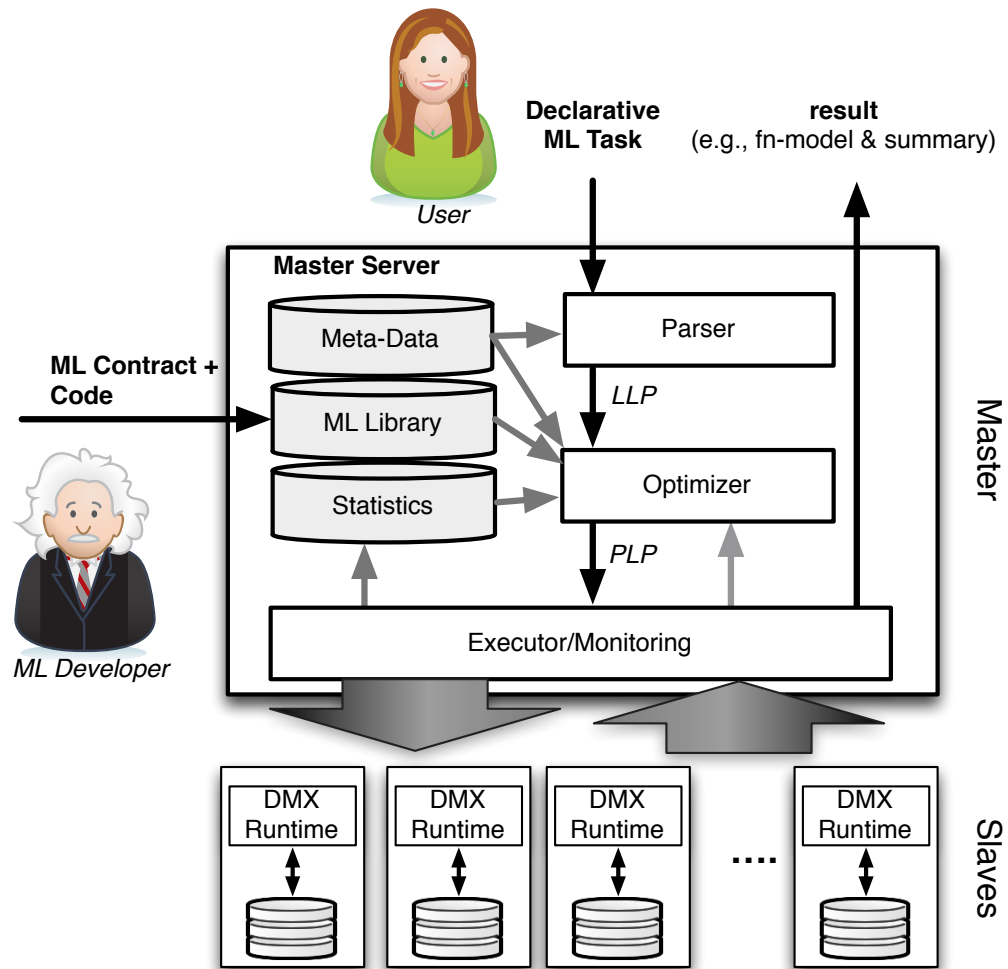 Declarative
ML Task
result
(e.g., fn-model & summary)
User
Master Server
Meta-Data
Parser
ML Contract +
Code
LLP
ML Library
Master
Optimizer
Statistics
PLP
Executor/Monitoring
ML Developer
DMX
Runtime
DMX
Runtime
DMX
Runtime
....
DMX
Runtime
Slaves